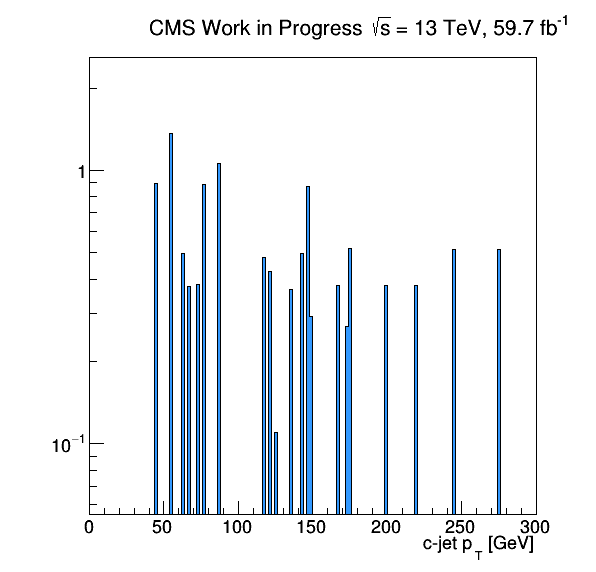 CMS Work in Progress √s = 13 TeV, 59.7 fb⁻¹
1
10⁻¹
0 50 100 150 200 250 300
c-jet p_T [GeV]